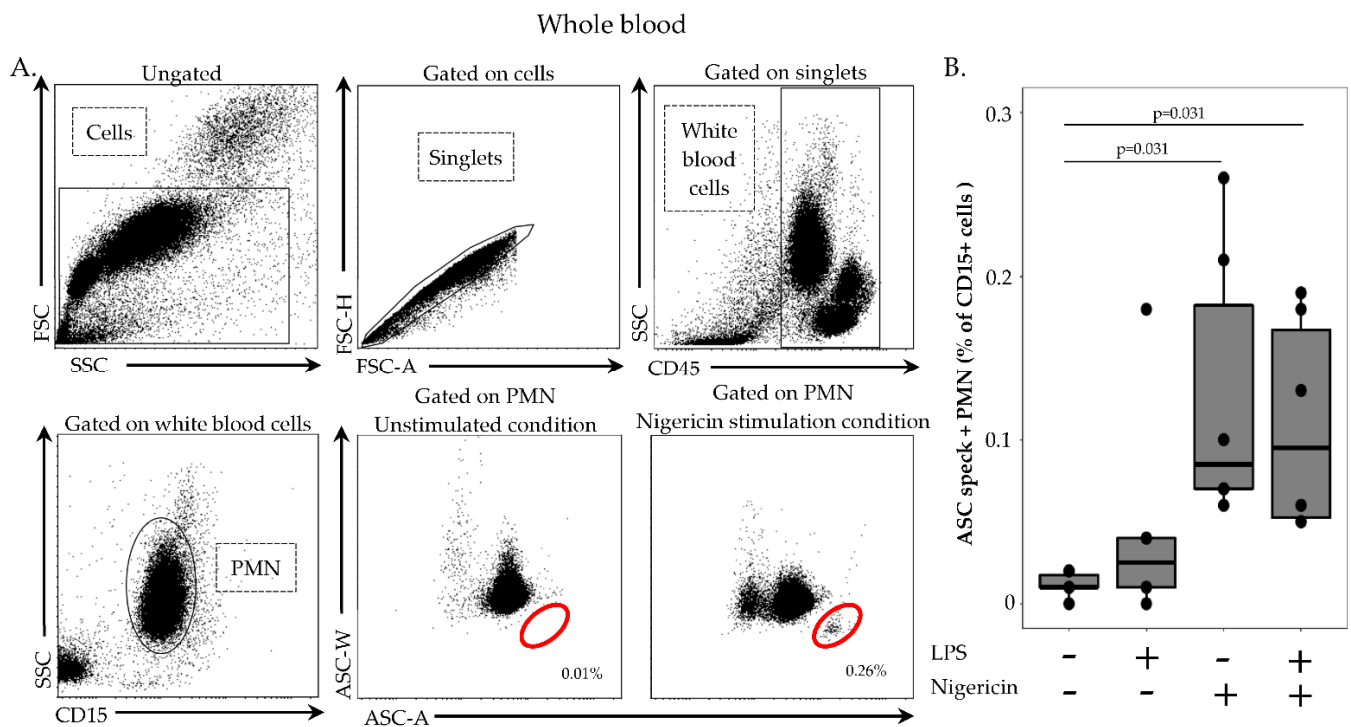 Whole blood
A.
Ungated
Gated on cells
Gated on singlets
B.
Cells
Singlets
White
blood
cells
FSC
SSC
FSC-H
FSC-A
SSC
CD45
Gated on white blood cells
Gated on PMN
Unstimulated condition
Gated on PMN
Nigericin stimulation condition
PMN
SSC
CD15
ASC-W
ASC-A
0.01%
0.26%
ASC speck + PMN (% of CD15+ cells )
0.3
0.2
0.1
0
p=0.031
p=0.031
LPS - + - +
Nigericin - - + +